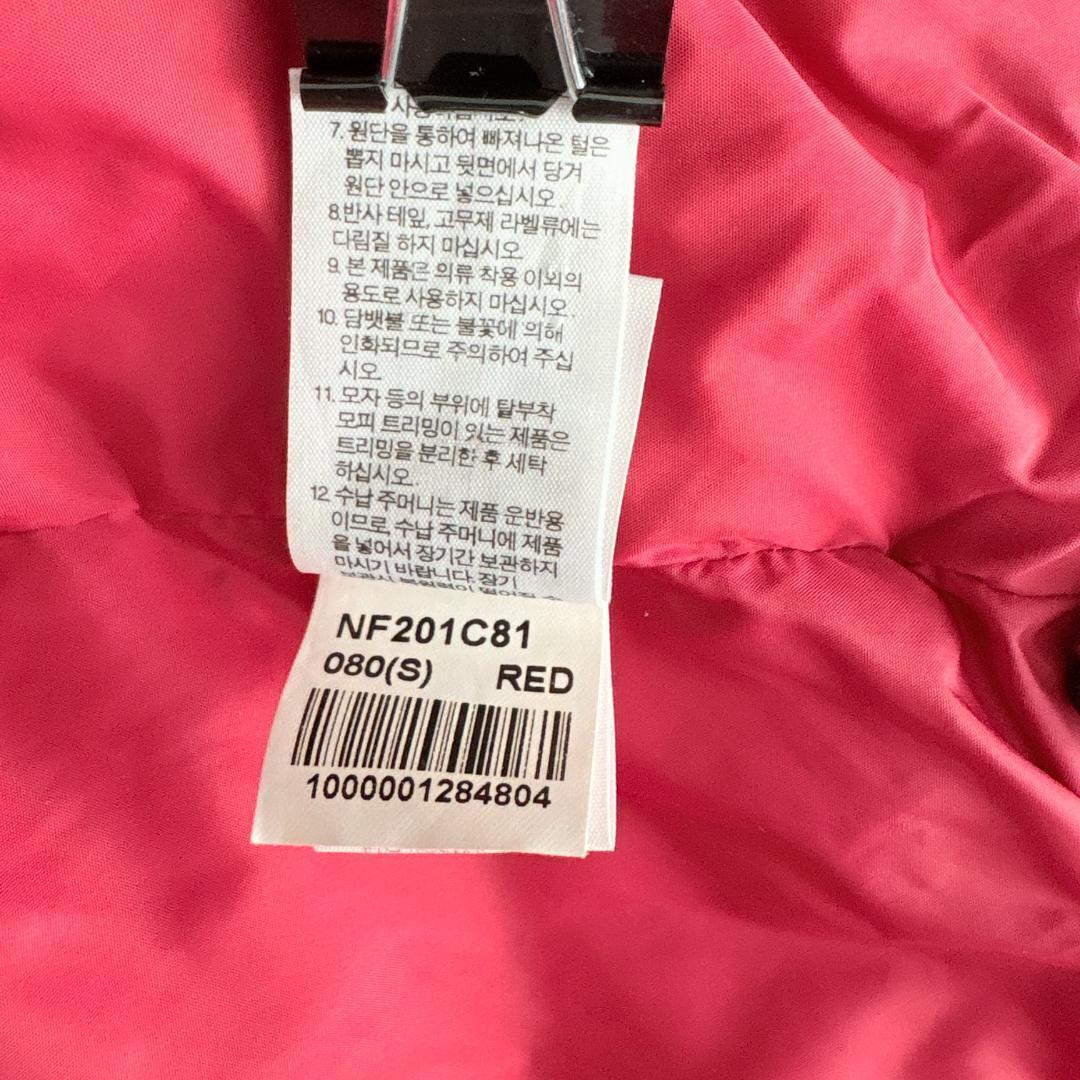 7. 원단을 통하여 빠져나온 털은
뽑지 마시고 뒷면에서 당겨
원단 안으로 넣으십시오.
8.반사 테잎, 고무제 라벨류에는
다림질 하지 마십시오.
9. 본 제품은 의류 착용 이외의
용도로 사용하지 마십시오.
10. 담뱃불 또는 불꽃에 의해
인화되므로 주의하여 주십
시오.
11. 모자 등의 부위에 탈부착
모피 트리밍이 있는 제품은
트리밍을 분리한 후 세탁
하십시오.
12. 수납 주머니는 제품 운반용
이므로 수납 주머니에 제품
을 넣어서 장기간 보관하지
마시기 바랍니다. 장기
NF201C81
080(S) RED
1000001284804